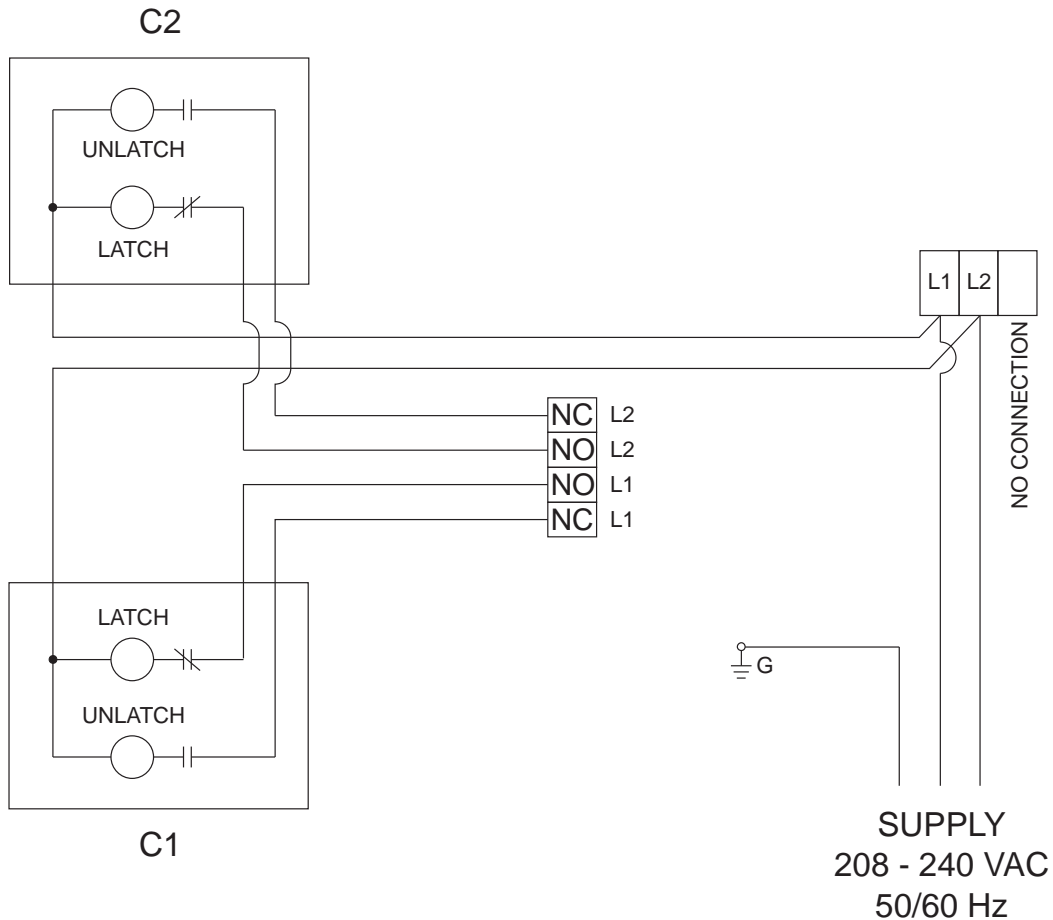 C2
UNLATCH
LATCH
L1 L2
NO CONNECTION
NC L2
NO L2
NO L1
NC L1
LATCH
UNLATCH
C1
G
SUPPLY
208 - 240 VAC
50/60 Hz